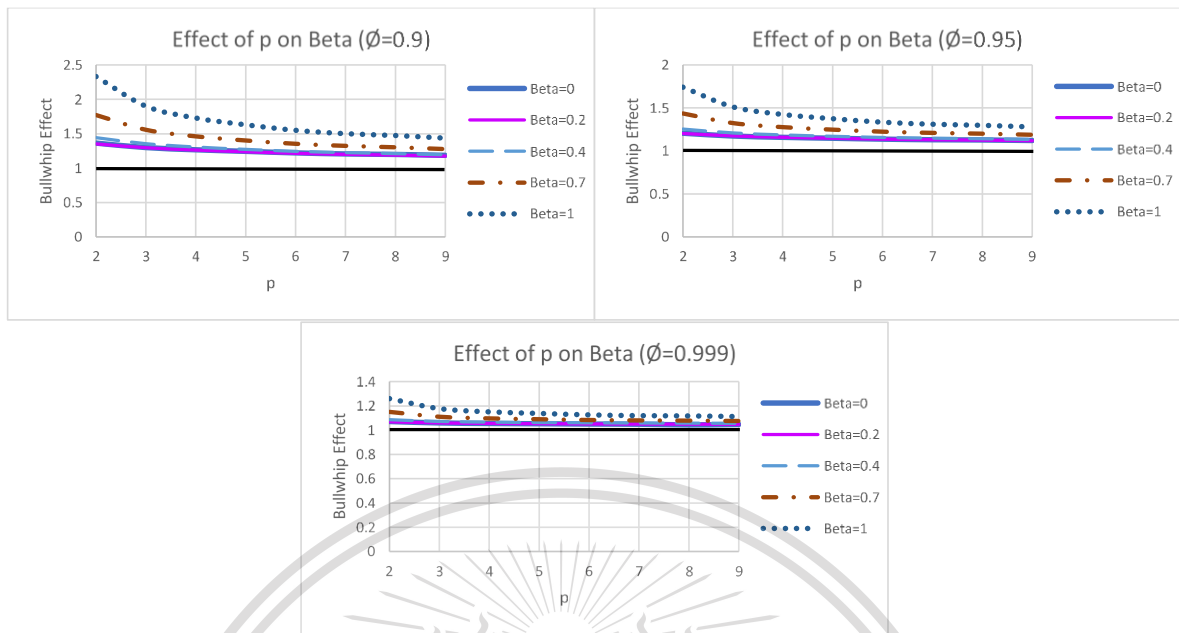 Effect of p on Beta (Ø=0.9)
2.5
2
1.5
1
0.5
0
Bullwhip Effect
2 3 4 5 6 7 8 9
p
Beta=0
Beta=0.2
Beta=0.4
Beta=0.7
Beta=1
Effect of p on Beta (Ø=0.95)
2
1.5
1
0.5
0
Bullwhip Effect
2 3 4 5 6 7 8 9
p
Beta=0
Beta=0.2
Beta=0.4
Beta=0.7
Beta=1
Effect of p on Beta (Ø=0.999)
1.4
1.2
1
0.8
0.6
0.4
0.2
0
Bullwhip Effect
2 3 4 5 6 7 8 9
p
Beta=0
Beta=0.2
Beta=0.4
Beta=0.7
Beta=1